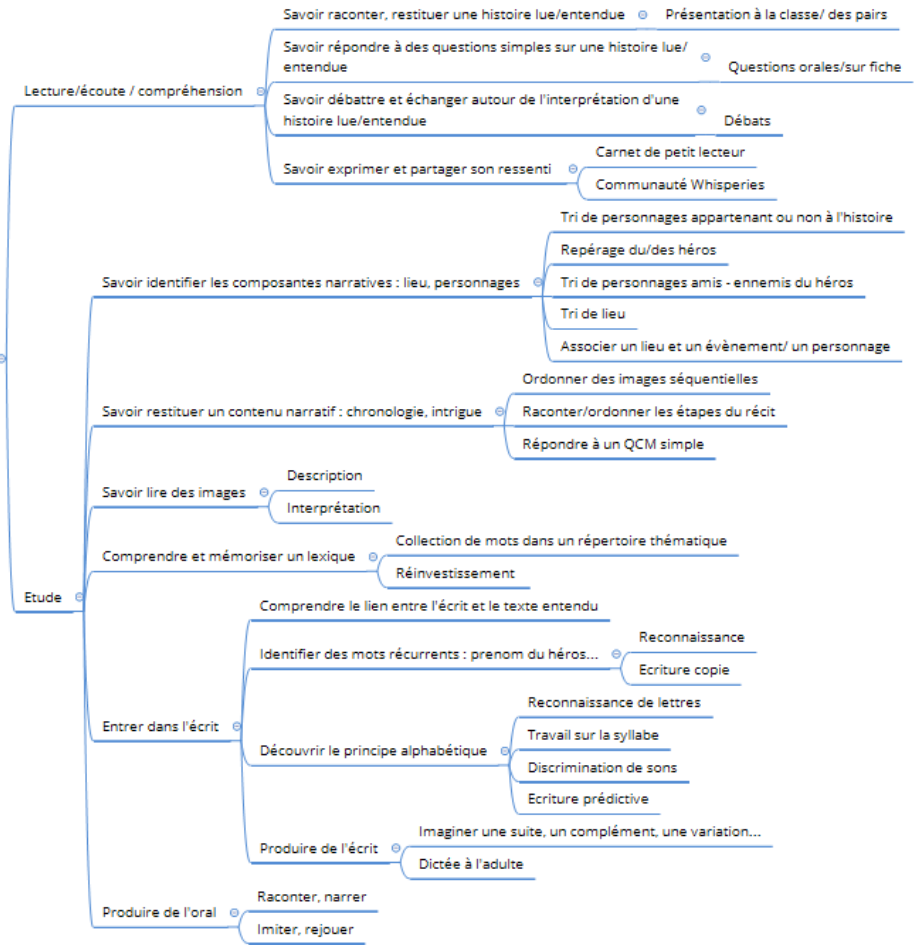 Lecture/écoute / compréhension
Savoir raconter, restituer une histoire lue/entendue
Présentation à la classe/ des pairs
Savoir répondre à des questions simples sur une histoire lue/
entendue
Questions orales/sur fiche
Savoir débattre et échanger autour de l'interprétation d'une
histoire lue/entendue
Débats
Savoir exprimer et partager son ressenti
Carnet de petit lecteur
Communauté Whisperies
Etude
Savoir identifier les composantes narratives : lieu, personnages
Tri de personnages appartenant ou non à l'histoire
Repérage du/des héros
Tri de personnages amis - ennemis du héros
Tri de lieu
Associer un lieu et un évènement/ un personnage
Savoir restituer un contenu narratif : chronologie, intrigue
Ordonner des images séquentielles
Raconter/ordonner les étapes du récit
Répondre à un QCM simple
Savoir lire des images
Description
Interprétation
Comprendre et mémoriser un lexique
Collection de mots dans un répertoire thématique
Réinvestissement
Entrer dans l'écrit
Comprendre le lien entre l'écrit et le texte entendu
Identifier des mots récurrents : prenom du héros...
Reconnaissance
Ecriture copie
Découvrir le principe alphabétique
Reconnaissance de lettres
Travail sur la syllabe
Discrimination de sons
Ecriture prédictive
Produire de l'écrit
Imaginer une suite, un complément, une variation...
Dictée à l'adulte
Produire de l'oral
Raconter, narrer
Imiter, rejouer